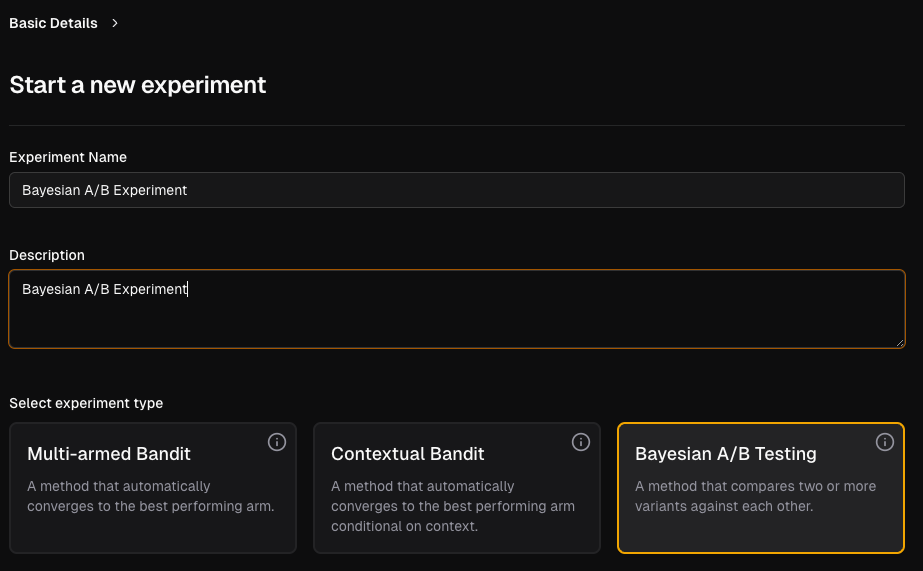 Basic Details
Start a new experiment
Experiment Name
Bayesian A/B Experiment
Description
Bayesian A/B Experiment
Select experiment type
Multi-armed Bandit
A method that automatically
converges to the best performing arm.
Contextual Bandit
A method that automatically
converges to the best performing arm
conditional on context.
Bayesian A/B Testing
A method that compares two or more
variants against each other.